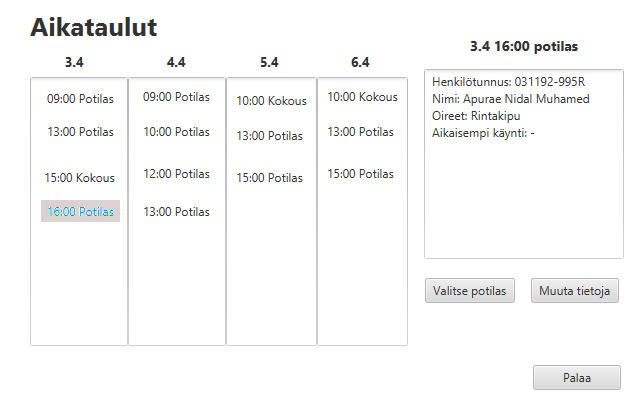 Aikataulut
3.4
4.4
5.4
6.4
09:00 Potilas
13:00 Potilas
15:00 Kokous
16:00 Potilas
09:00 Potilas
10:00 Potilas
12:00 Potilas
13:00 Potilas
10:00 Kokous
13:00 Potilas
15:00 Potilas
10:00 Kokous
13:00 Potilas
15:00 Potilas
3.4 16:00 potilas
Henkilötunnus: 031192-995R
Nimi: Apurae Nidal Muhamed
Oireet: Rintakipu
Aikaisempi käynti: -
Valitse potilas
Muuta tietoja
Palaa